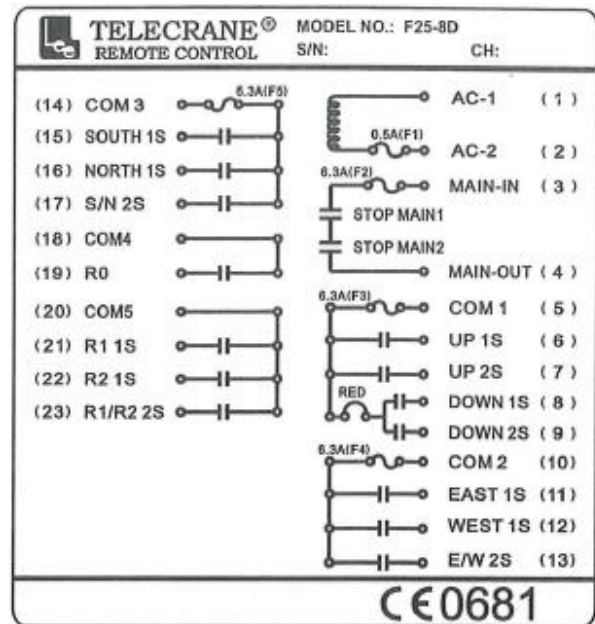 TELECRANE® MODEL NO.: F25-8D
REMOTE CONTROL S/N: CH:
6.3A(F5)
(14) COM 3
(15) SOUTH 1S
(16) NORTH 1S
(17) S/N 2S
(18) COM4
(19) R0
(20) COM5
(21) R1 1S
(22) R2 1S
(23) R1/R2 2S
AC-1 (1)
0.5A(F1)
AC-2 (2)
6.3A(F2)
MAIN-IN (3)
STOP MAIN1
STOP MAIN2
MAIN-OUT (4)
6.3A(F3)
COM 1 (5)
UP 1S (6)
UP 2S (7)
RED
DOWN 1S (8)
DOWN 2S (9)
6.3A(F4)
COM 2 (10)
EAST 1S (11)
WEST 1S (12)
E/W 2S (13)
CE0681